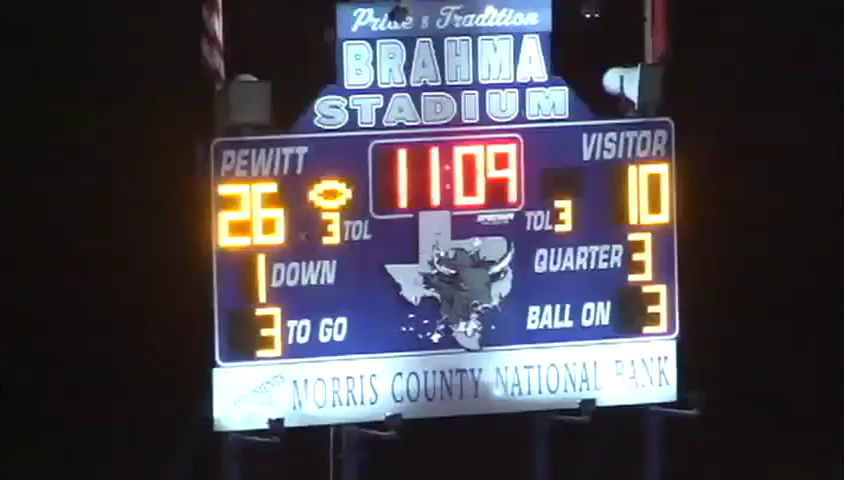 Pride & Tradition
BRAHMA
STADIUM
PEWITT 11:09 VISITOR
26 3 TOL TOL 3 10
1 DOWN QUARTER 3
3 TO GO BALL ON 3
MORRIS COUNTY NATIONAL BANK